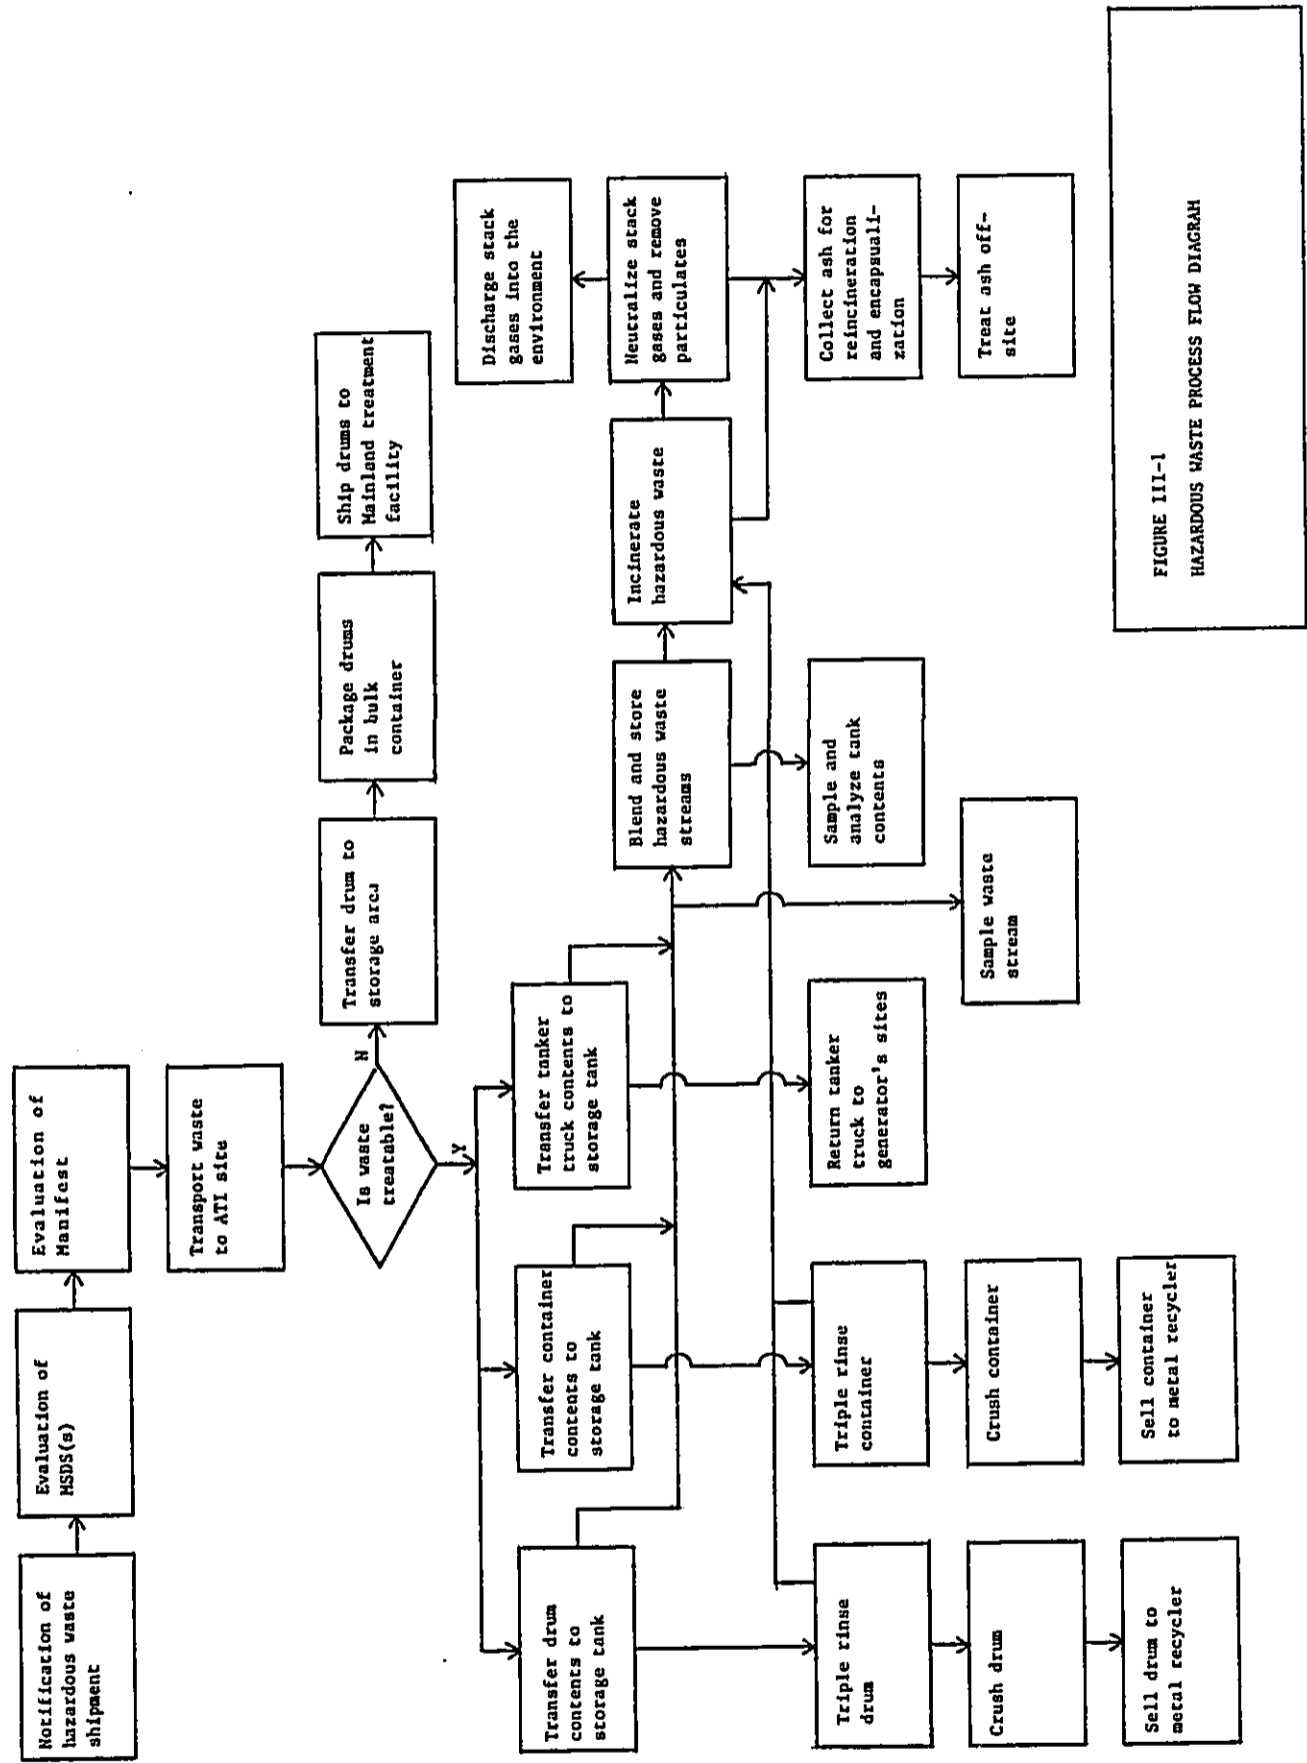 Notification of
hazardous waste
shipment
Evaluation of
MSDS(s)
Evaluation of
Manifest
Transport waste
to ATI site
Is waste
treatable?
N
Y
Transfer drum to
storage area
Package drums
in bulk
container
Ship drums to
Mainland treatment
facility
Transfer drum
contents to
storage tank
Transfer container
contents to
storage tank
Transfer tanker
truck contents to
storage tank
Blend and store
hazardous waste
streams
Incinerate
hazardous waste
Neutralize stack
gases and remove
particulates
Discharge stack
gases into the
environment
Triple rinse
drum
Triple rinse
container
Return tanker
truck to
generator's sites
Sample and
analyze tank
contents
Collect ash for
reincineration
and encapsuali-
zation
Crush drum
Crush container
Sample waste
stream
Treat ash off-
site
Sell drum to
metal recycler
Sell container
to metal recycler
FIGURE III-1
HAZARDOUS WASTE PROCESS FLOW DIAGRAM